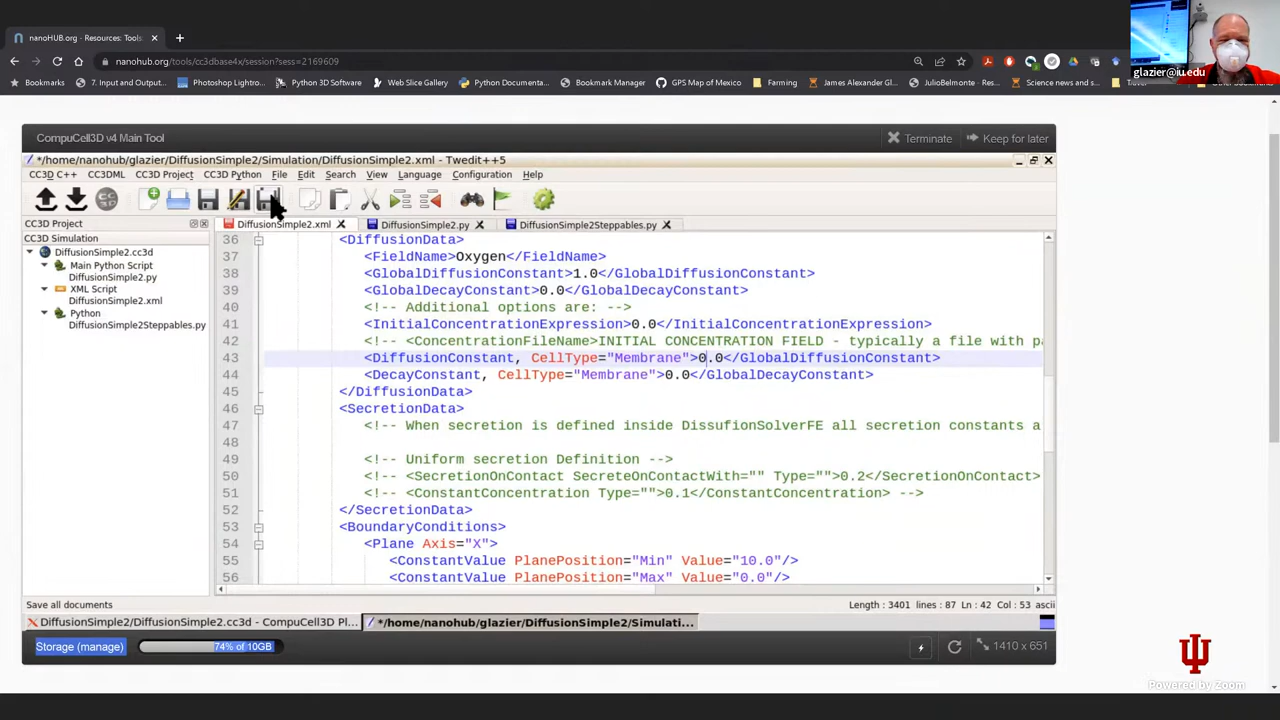 nanoHUB.org - Resources: Tools:
nanohub.org/tools/cc3dbase4x/session?sess=2169609
Bookmarks
7. Input and Output...
Photoshop Lightro...
Python 3D Software
Web Slice Gallery
Python Documenta...
Bookmark Manager
GPS Map of Mexico
Farming
James Alexander Gl...
JulioBelmonte - Res...
Science news and s...
glazier@iu.edu
CompuCell3D v4 Main Tool
Terminate
Keep for later
*/home/nanohub/glazier/DiffusionSimple2/Simulation/DiffusionSimple2.xml - Twedit++5
CC3D C++ CC3DML CC3D Project CC3D Python File Edit Search View Language Configuration Help
CC3D Project
CC3D Simulation
DiffusionSimple2.cc3d
Main Python Script
DiffusionSimple2.py
XML Script
DiffusionSimple2.xml
Python
DiffusionSimple2Steppables.py
DiffusionSimple2.xml
DiffusionSimple2.py
DiffusionSimple2Steppables.py
36 <DiffusionData>
37 <FieldName>Oxygen</FieldName>
38 <GlobalDiffusionConstant>1.0</GlobalDiffusionConstant>
39 <GlobalDecayConstant>0.0</GlobalDecayConstant>
40 <!-- Additional options are: -->
41 <InitialConcentrationExpression>0.0</InitialConcentrationExpression>
42 <!-- <ConcentrationFileName>INITIAL CONCENTRATION FIELD - typically a file with pa
43 <DiffusionConstant, CellType="Membrane">0.0</GlobalDiffusionConstant>
44 <DecayConstant, CellType="Membrane">0.0</GlobalDecayConstant>
45 </DiffusionData>
46 <SecretionData>
47 <!-- When secretion is defined inside DissufionSolverFE all secretion constants a
48
49 <!-- Uniform secretion Definition -->
50 <!-- <SecretionOnContact SecreteOnContactWith="" Type="">0.2</SecretionOnContact>
51 <!-- <ConstantConcentration Type="">0.1</ConstantConcentration> -->
52 </SecretionData>
53 <BoundaryConditions>
54 <Plane Axis="X">
55 <ConstantValue PlanePosition="Min" Value="10.0"/>
56 <ConstantValue PlanePosition="Max" Value="0.0"/>
Save all documents
Length : 3401 lines : 87 Ln : 42 Col : 53 ascii
DiffusionSimple2/DiffusionSimple2.cc3d - CompuCell3D Pl...
*/home/nanohub/glazier/DiffusionSimple2/Simulati...
Storage (manage)
74% of 10GB
1410 x 651
Powered by Zoom